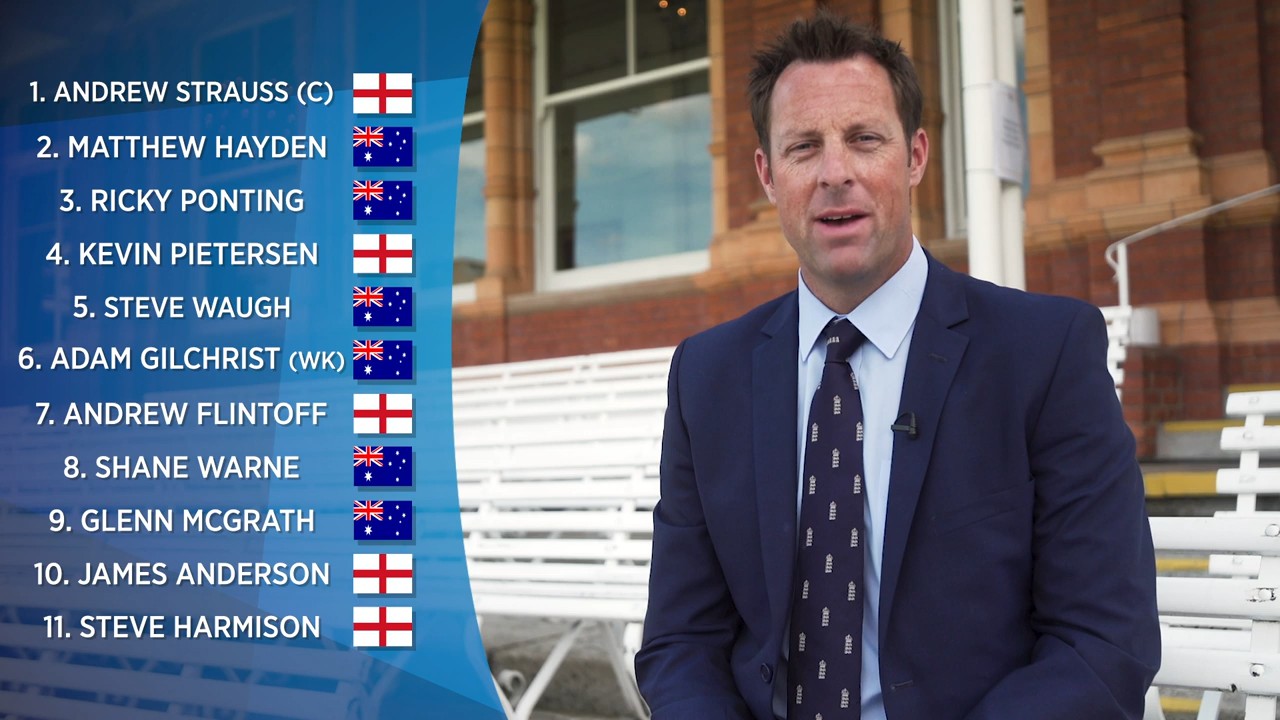 1. ANDREW STRAUSS (C)
2. MATTHEW HAYDEN
3. RICKY PONTING
4. KEVIN PIETERSEN
5. STEVE WAUGH
6. ADAM GILCHRIST (WK)
7. ANDREW FLINTOFF
8. SHANE WARNE
9. GLENN MCGRATH
10. JAMES ANDERSON
11. STEVE HARMISON